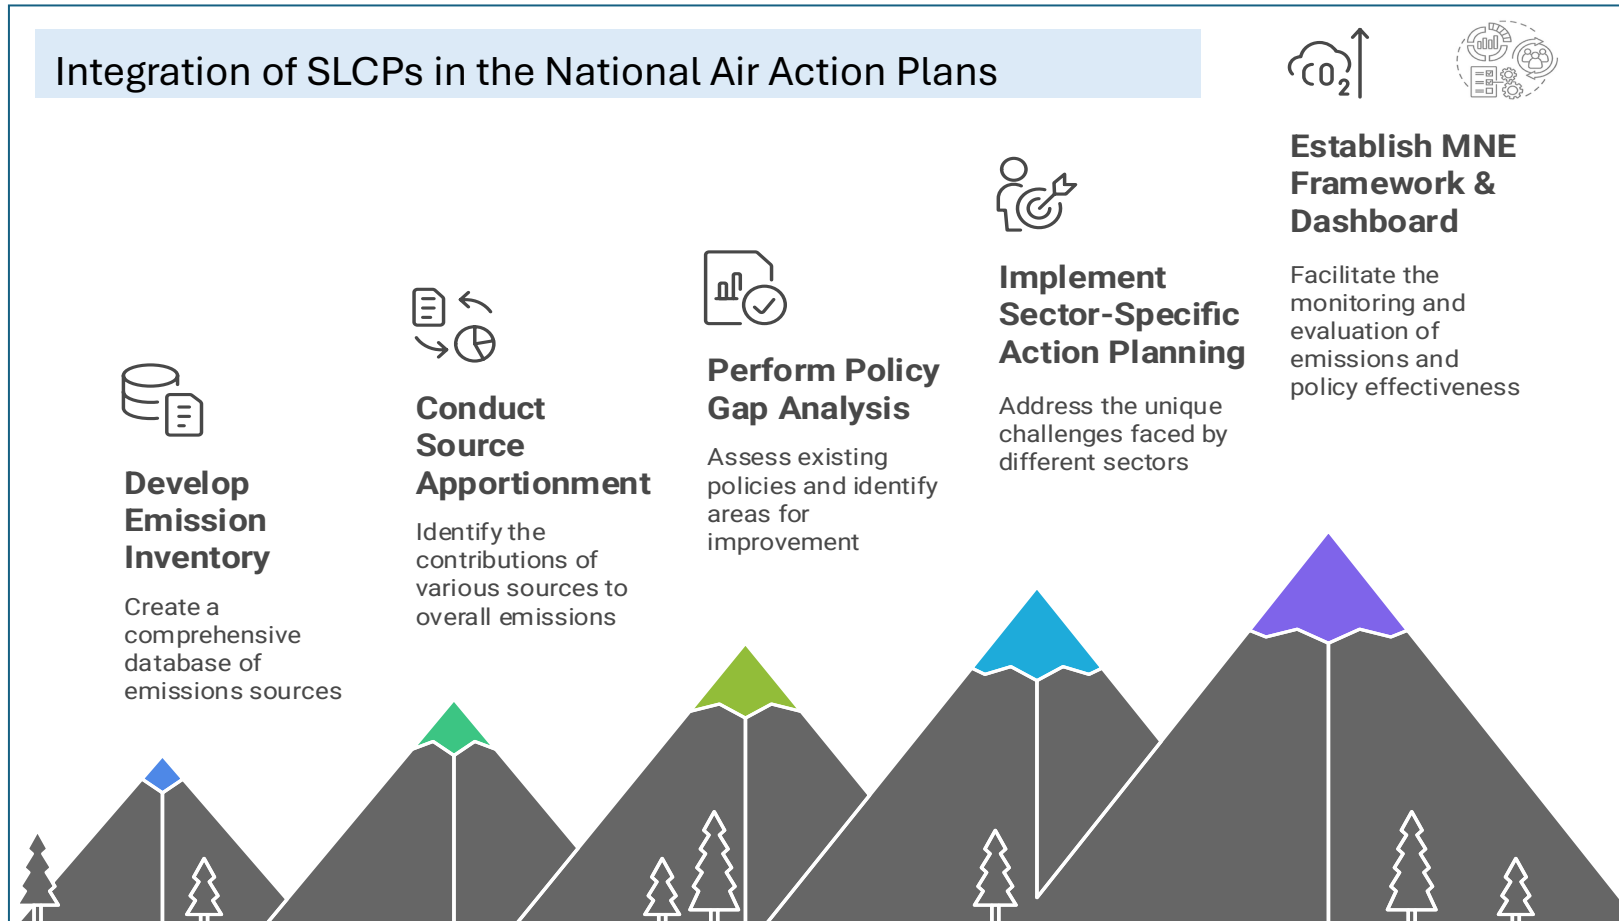 Integration of SLCPs in the National Air Action Plans
CO2
Establish MNE
Framework &
Dashboard
Facilitate the
monitoring and
evaluation of
emissions and
policy effectiveness
Implement
Sector-Specific
Action Planning
Address the unique
challenges faced by
different sectors
Perform Policy
Gap Analysis
Assess existing
policies and identify
areas for
improvement
Conduct
Source
Apportionment
Identify the
contributions of
various sources to
overall emissions
Develop
Emission
Inventory
Create a
comprehensive
database of
emissions sources